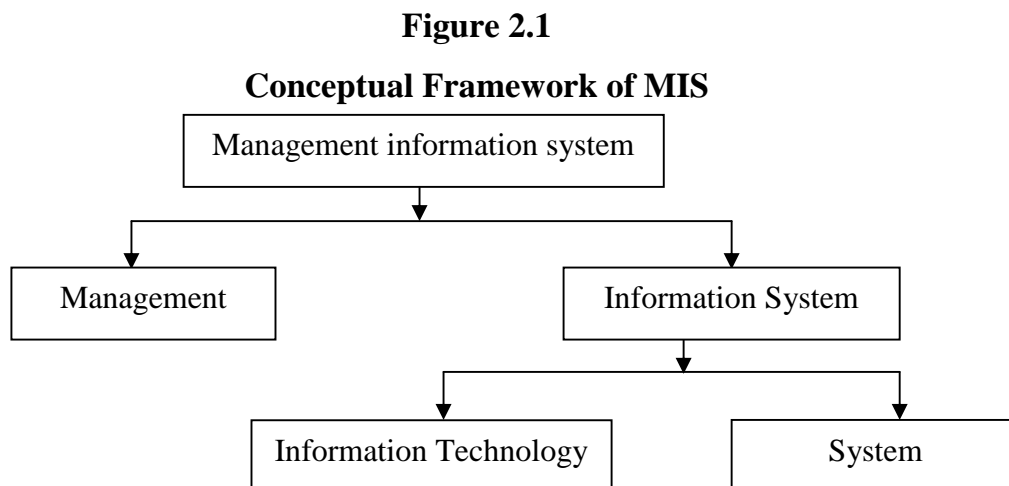 Figure 2.1
Conceptual Framework of MIS
Management information system
Management
Information System
Information Technology
System